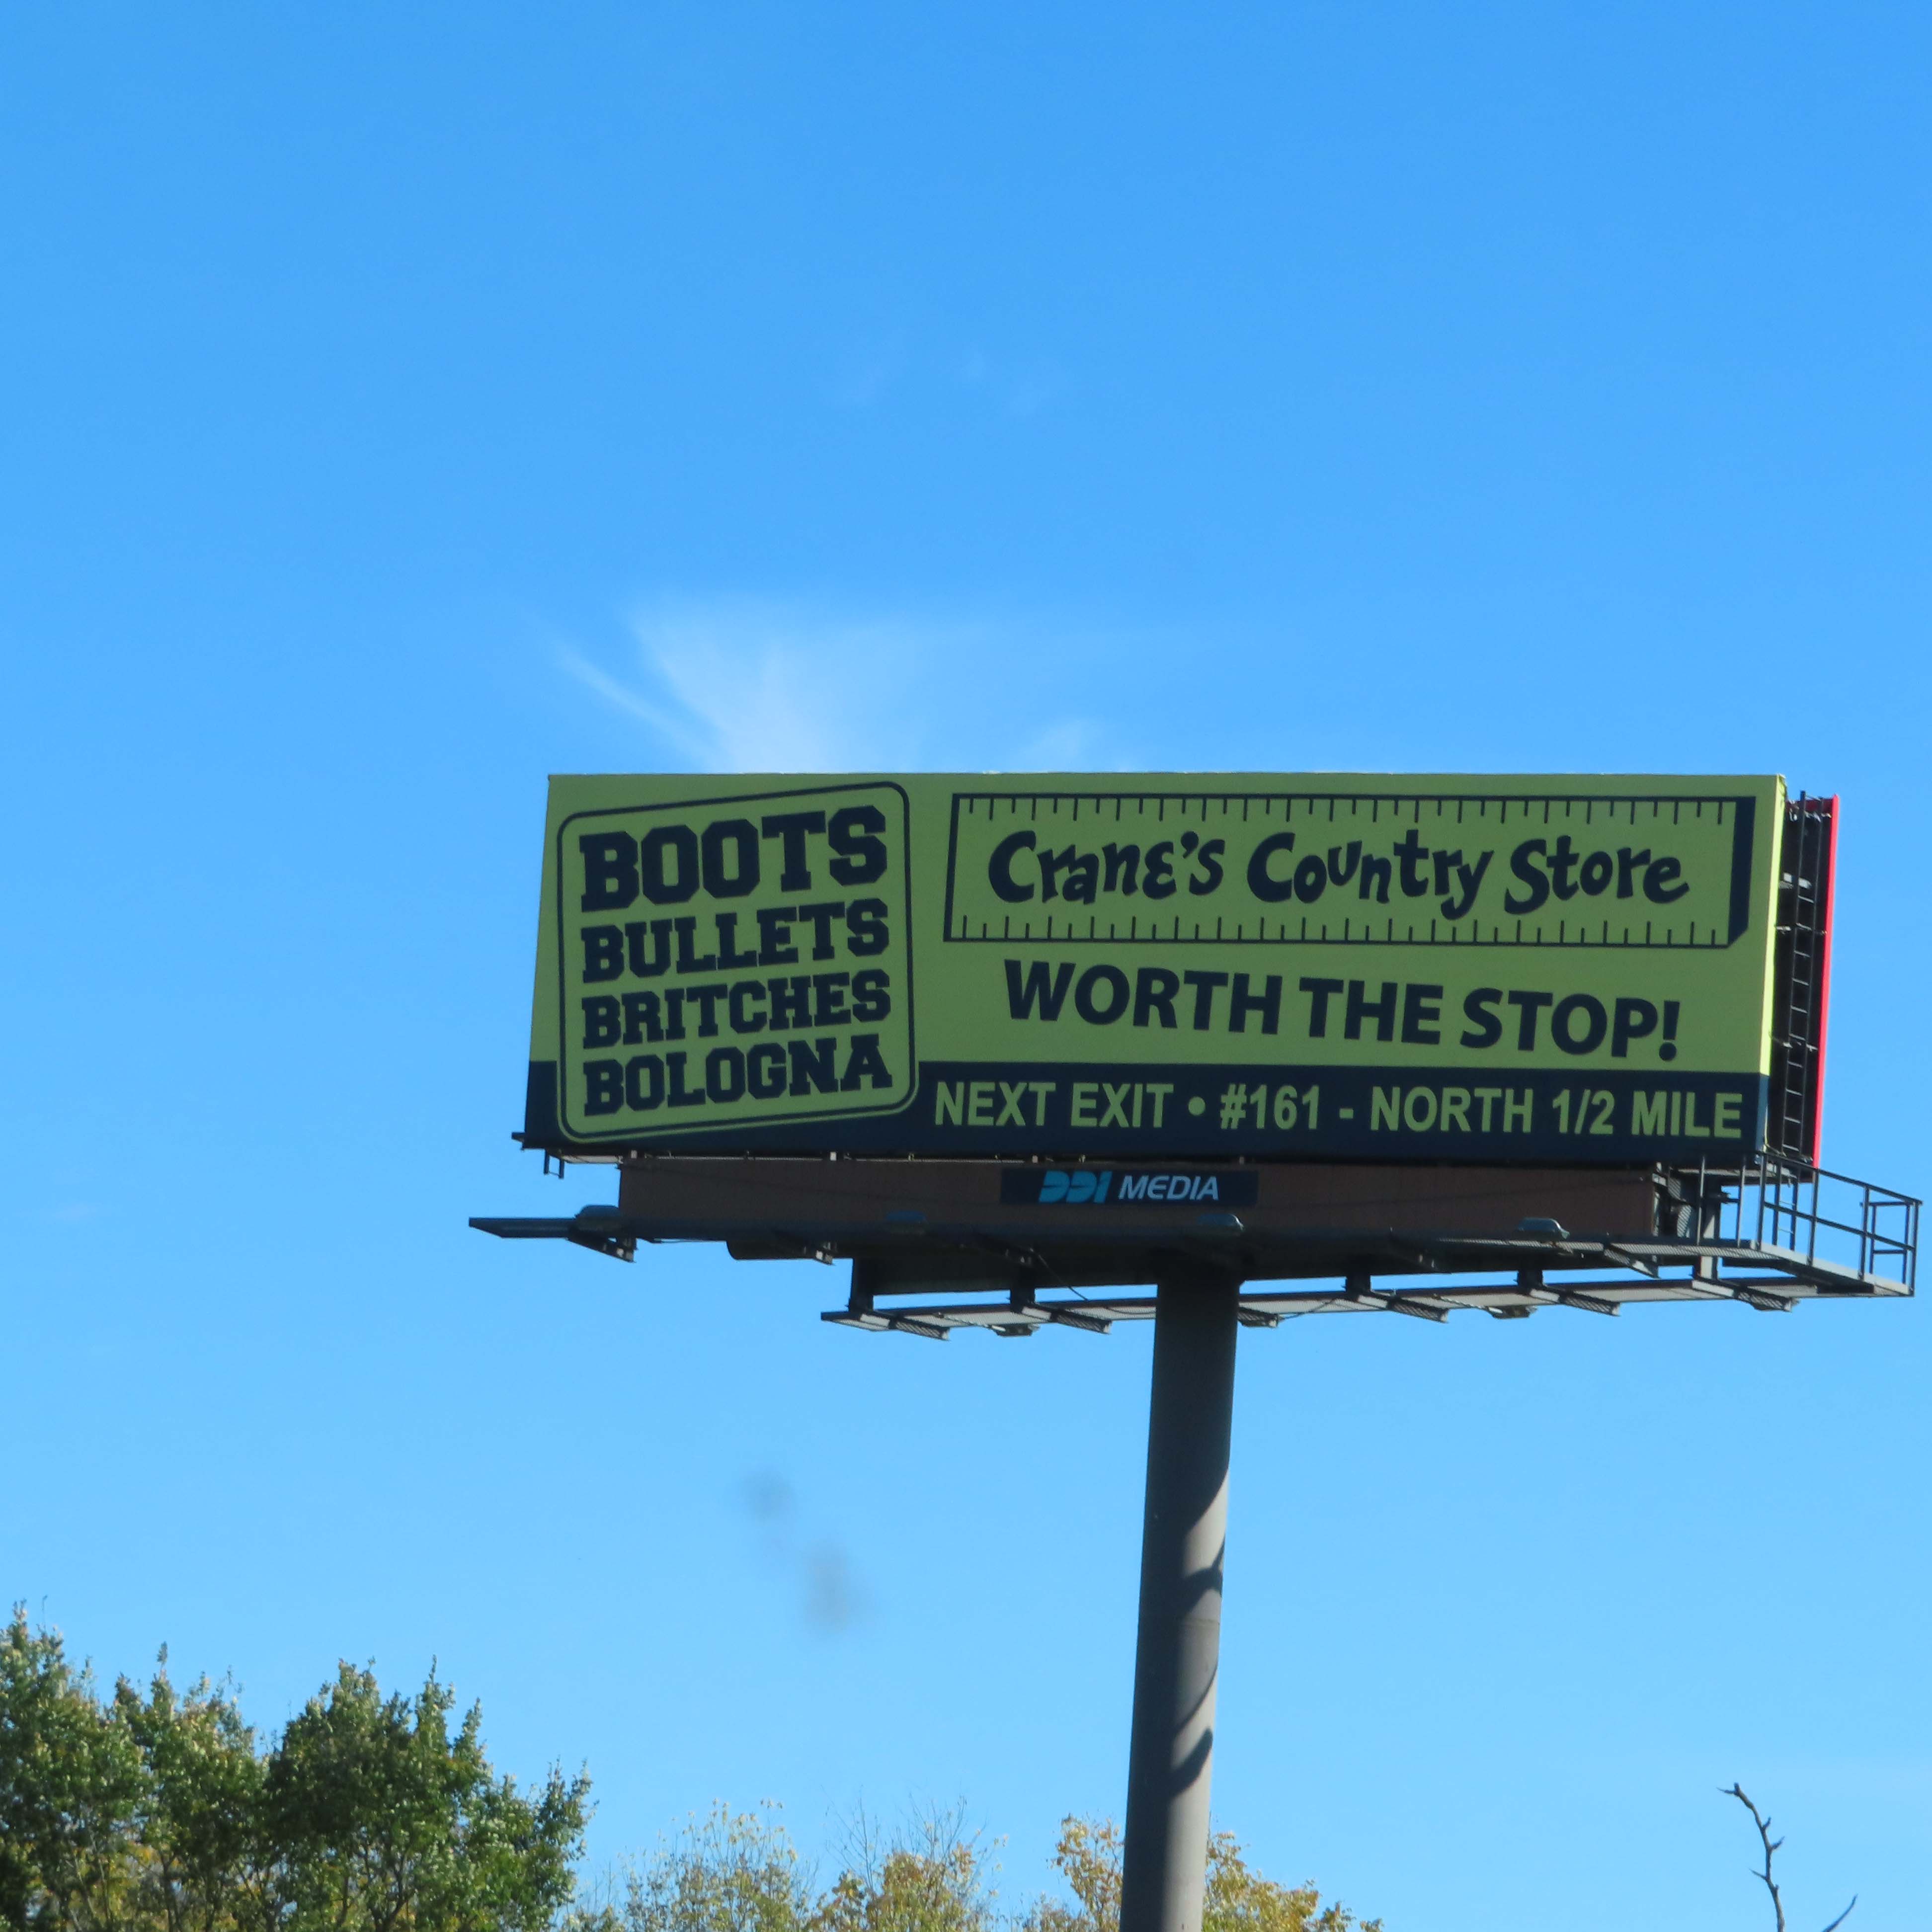 BOOTS
BULLETS
BRITCHES
BOLOGNA
Crane's Country Store
WORTH THE STOP!
NEXT EXIT • #161 - NORTH 1/2 MILE
DDI MEDIA